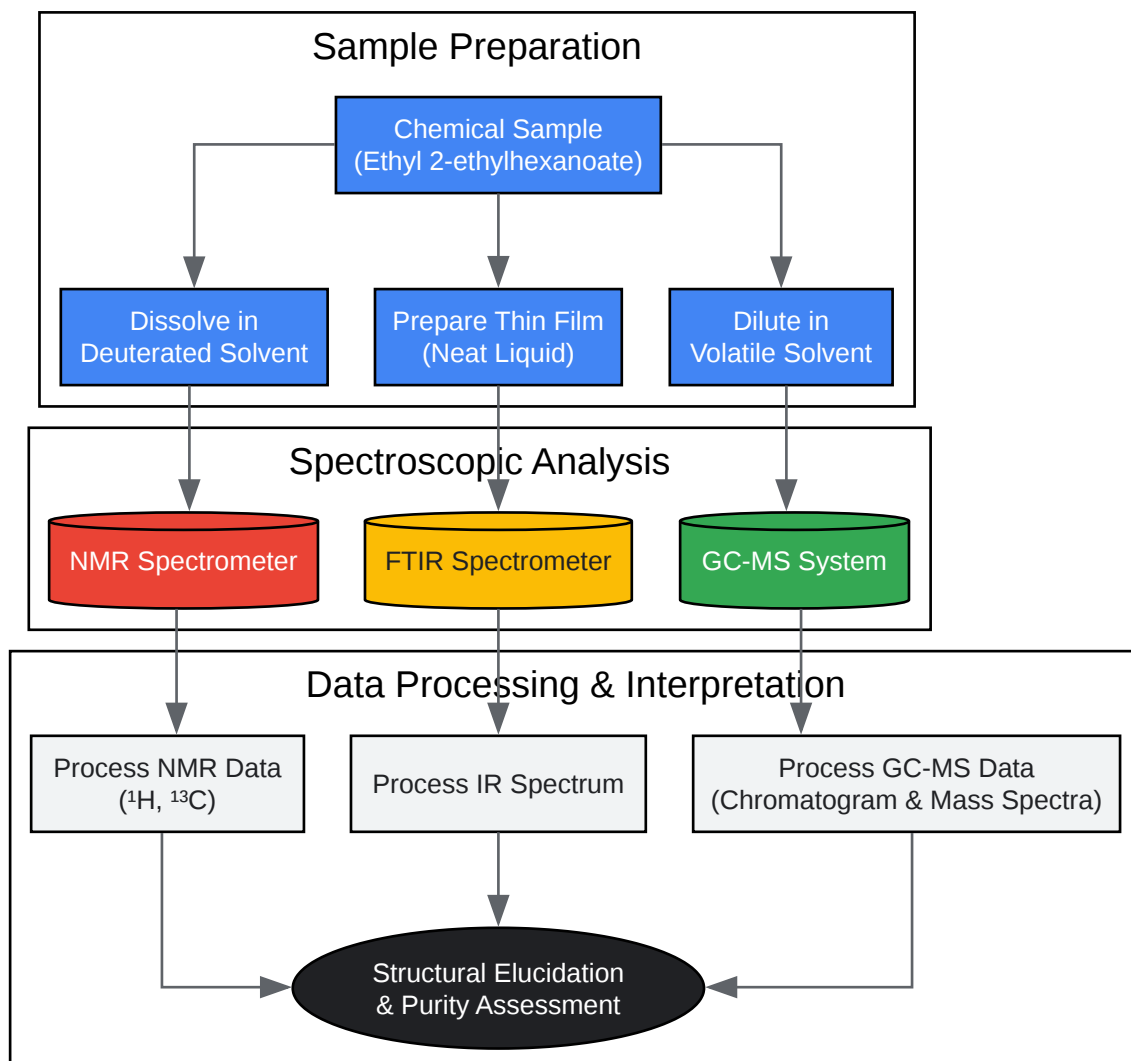 Sample Preparation
Chemical Sample
(Ethyl 2-ethylhexanoate)
Dissolve in
Deuterated Solvent
Prepare Thin Film
(Neat Liquid)
Dilute in
Volatile Solvent
Spectroscopic Analysis
NMR Spectrometer
FTIR Spectrometer
GC-MS System
Data Processing & Interpretation
Process NMR Data
(¹H, ¹³C)
Process IR Spectrum
Process GC-MS Data
(Chromatogram & Mass Spectra)
Structural Elucidation
& Purity Assessment